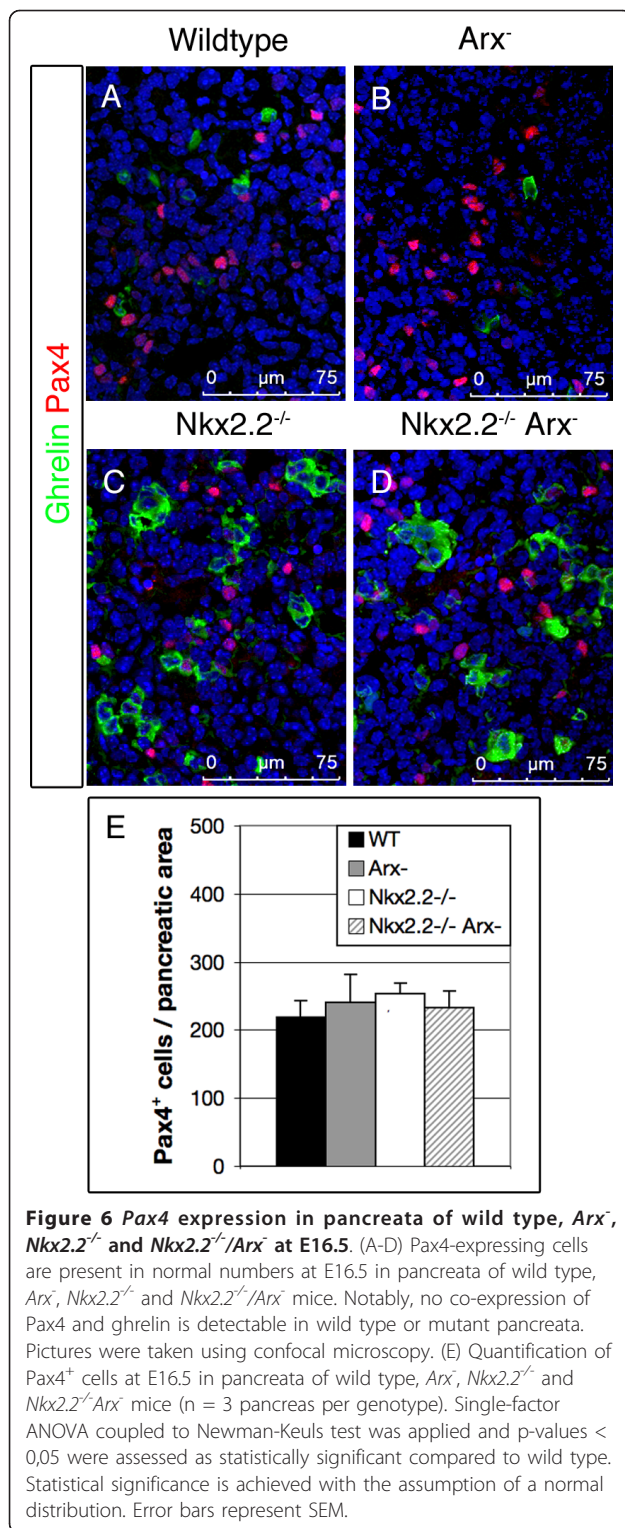 Wildtype Arx⁻
Ghrelin Pax4
A B
0 µm 75 0 µm 75
Nkx2.2⁻/⁻ Nkx2.2⁻/⁻ Arx⁻
C D
0 µm 75 0 µm 75
E
Pax4⁺ cells / pancreatic area
500
400
300
200
100
0
WT
Arx-
Nkx2.2-/-
Nkx2.2-/- Arx-
Figure 6 Pax4 expression in pancreata of wild type, Arx⁻,
Nkx2.2⁻/⁻ and Nkx2.2⁻/⁻/Arx⁻ at E16.5. (A-D) Pax4-expressing cells
are present in normal numbers at E16.5 in pancreata of wild type,
Arx⁻, Nkx2.2⁻/⁻ and Nkx2.2⁻/⁻/Arx⁻ mice. Notably, no co-expression of
Pax4 and ghrelin is detectable in wild type or mutant pancreata.
Pictures were taken using confocal microscopy. (E) Quantification of
Pax4⁺ cells at E16.5 in pancreata of wild type, Arx⁻, Nkx2.2⁻/⁻ and
Nkx2.2⁻/⁻Arx⁻ mice (n = 3 pancreas per genotype). Single-factor
ANOVA coupled to Newman-Keuls test was applied and p-values <
0,05 were assessed as statistically significant compared to wild type.
Statistical significance is achieved with the assumption of a normal
distribution. Error bars represent SEM.